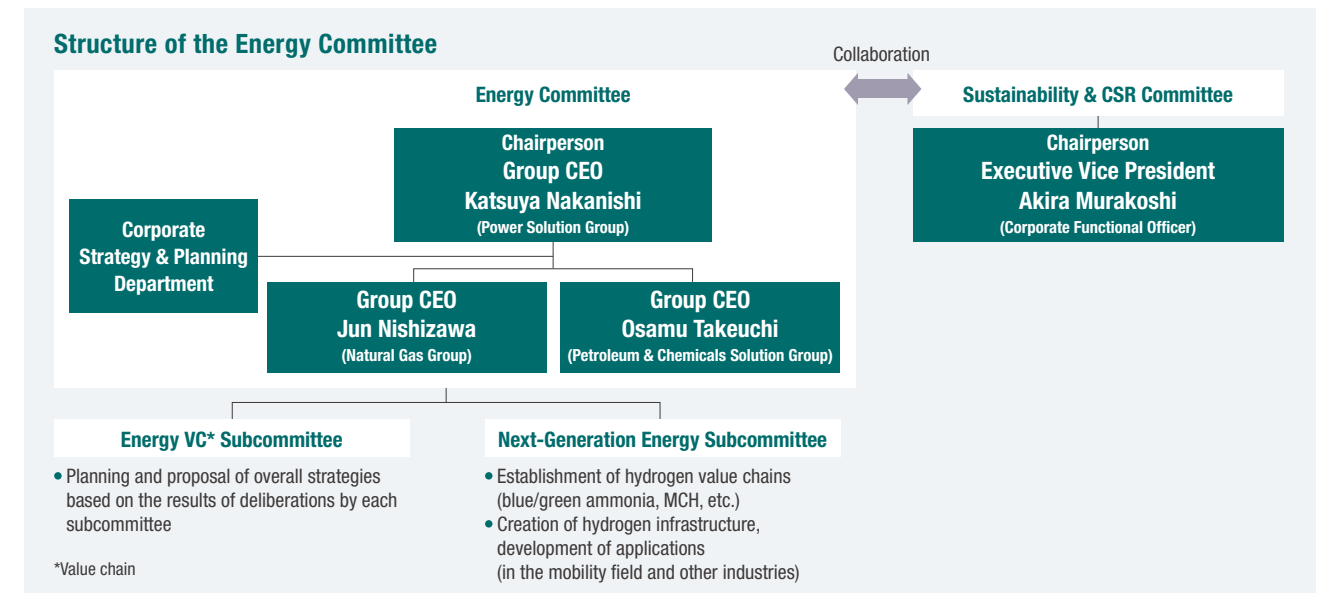 Structure of the Energy Committee
Collaboration
Energy Committee
Sustainability & CSR Committee
Chairperson
Group CEO
Katsuya Nakanishi
(Power Solution Group)
Chairperson
Executive Vice President
Akira Murakoshi
(Corporate Functional Officer)
Corporate
Strategy & Planning
Department
Group CEO
Jun Nishizawa
(Natural Gas Group)
Group CEO
Osamu Takeuchi
(Petroleum & Chemicals Solution Group)
Energy VC* Subcommittee
• Planning and proposal of overall strategies
based on the results of deliberations by each
subcommittee
*Value chain
Next-Generation Energy Subcommittee
• Establishment of hydrogen value chains
(blue/green ammonia, MCH, etc.)
• Creation of hydrogen infrastructure,
development of applications
(in the mobility field and other industries)